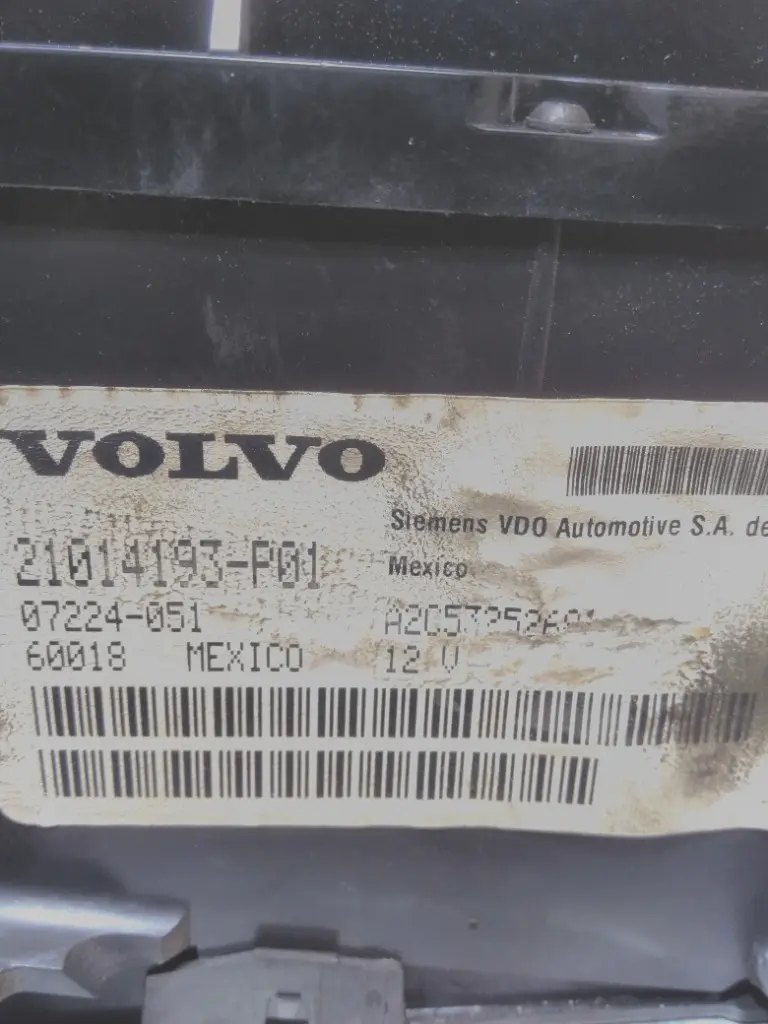 VOLVO
Siemens VDO Automotive S.A. de
Mexico
21014193-P01
07224-051
60018 MEXICO
12 V